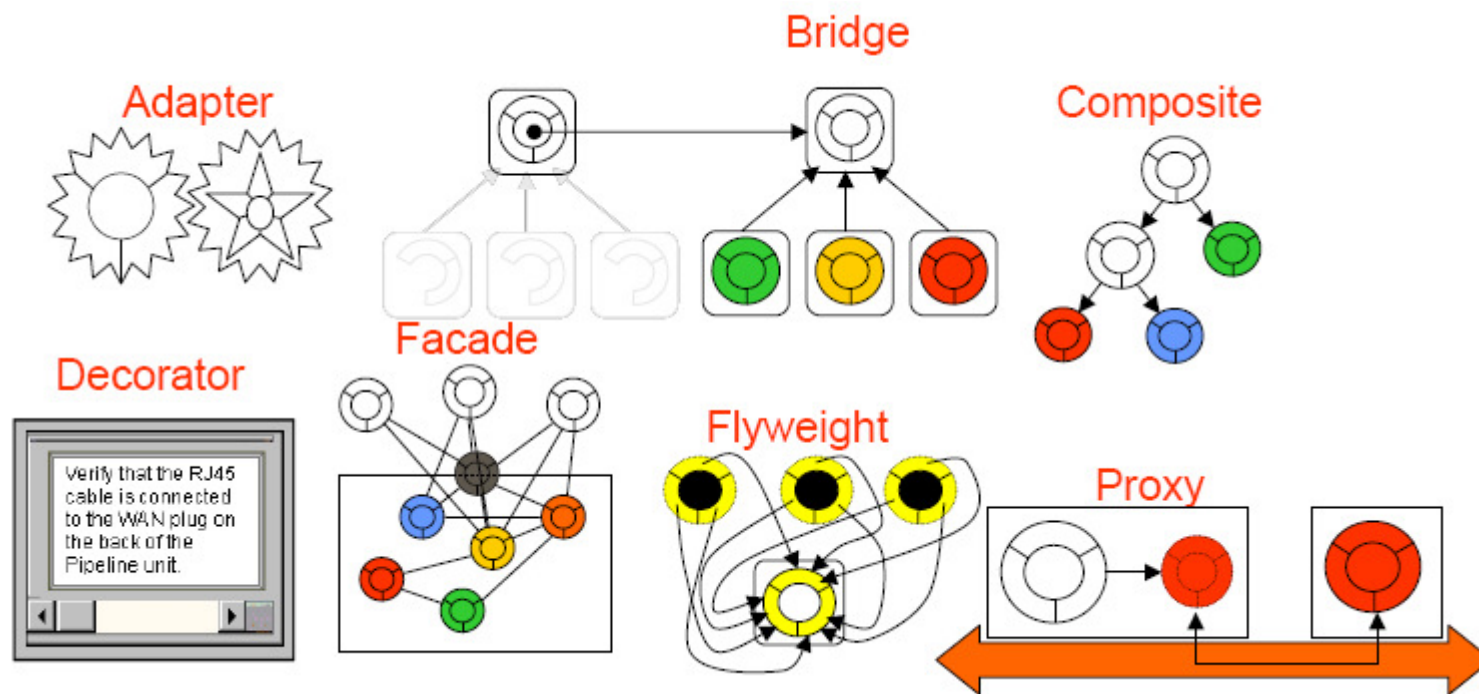 Bridge
Adapter
Composite
Facade
Decorator
Flyweight
Verify that the RJ45
cable is connected
to the WAN plug on
the back of the
Pipeline unit.
Proxy